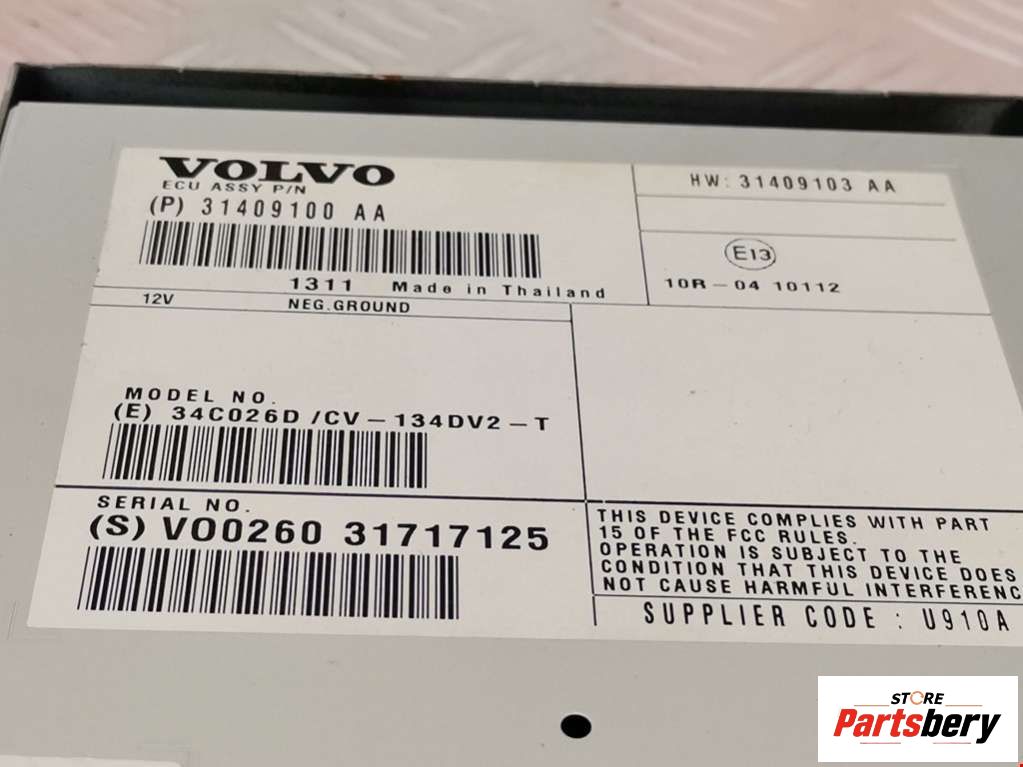 VOLVO
ECU ASSY P/N
(P) 31409100 AA
1311 Made in Thailand
HW: 31409103 AA
E13
10R-04 10112
12V NEG.GROUND
MODEL NO.
(E) 34C026D /CV-134DV2-T
SERIAL NO.
(S) VO0260 31717125
THIS DEVICE COMPLIES WITH PART
15 OF THE FCC RULES.
OPERATION IS SUBJECT TO THE
CONDITION THAT THIS DEVICE DOES
NOT CAUSE HARMFUL INTERFERENC
SUPPLIER CODE : U910A
STORE
Partsbery